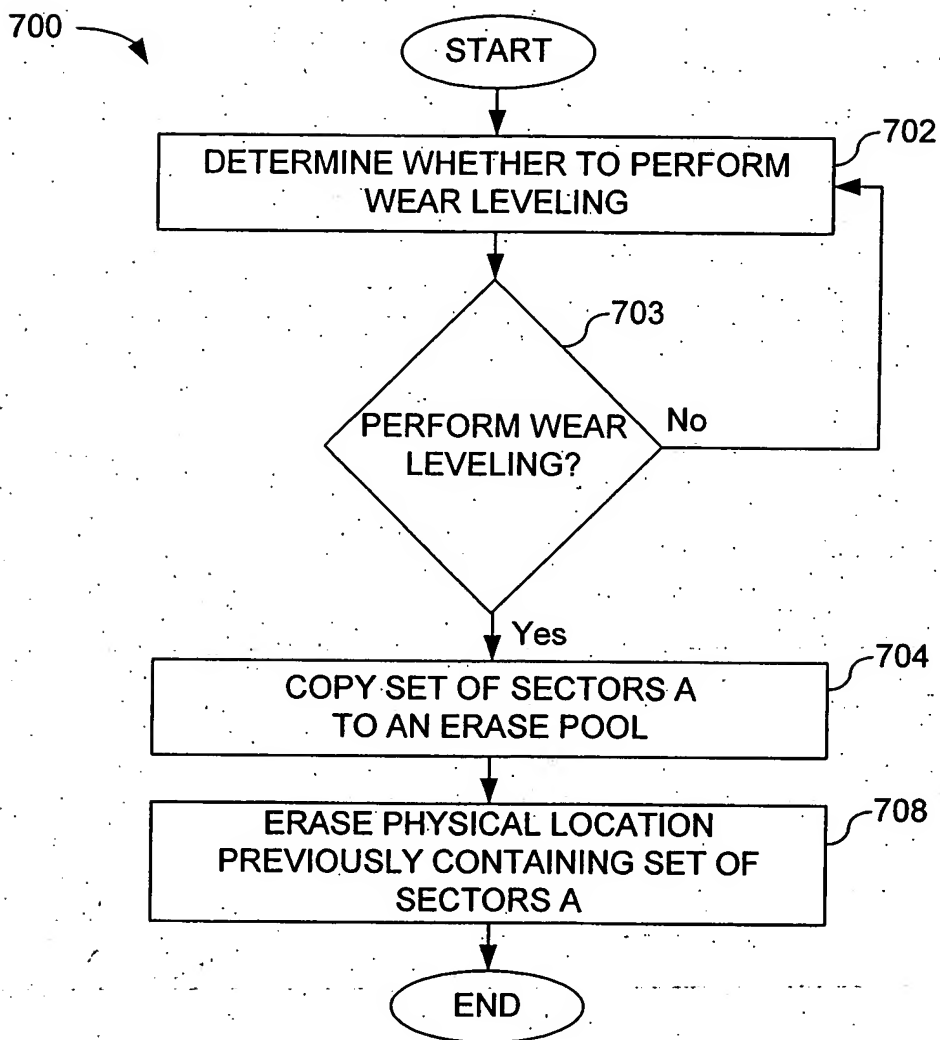 700
START
702
DETERMINE WHETHER TO PERFORM
WEAR LEVELING
703
PERFORM WEAR
LEVELING?
No
Yes
704
COPY SET OF SECTORS A
TO AN ERASE POOL
708
ERASE PHYSICAL LOCATION
PREVIOUSLY CONTAINING SET OF
SECTORS A
END